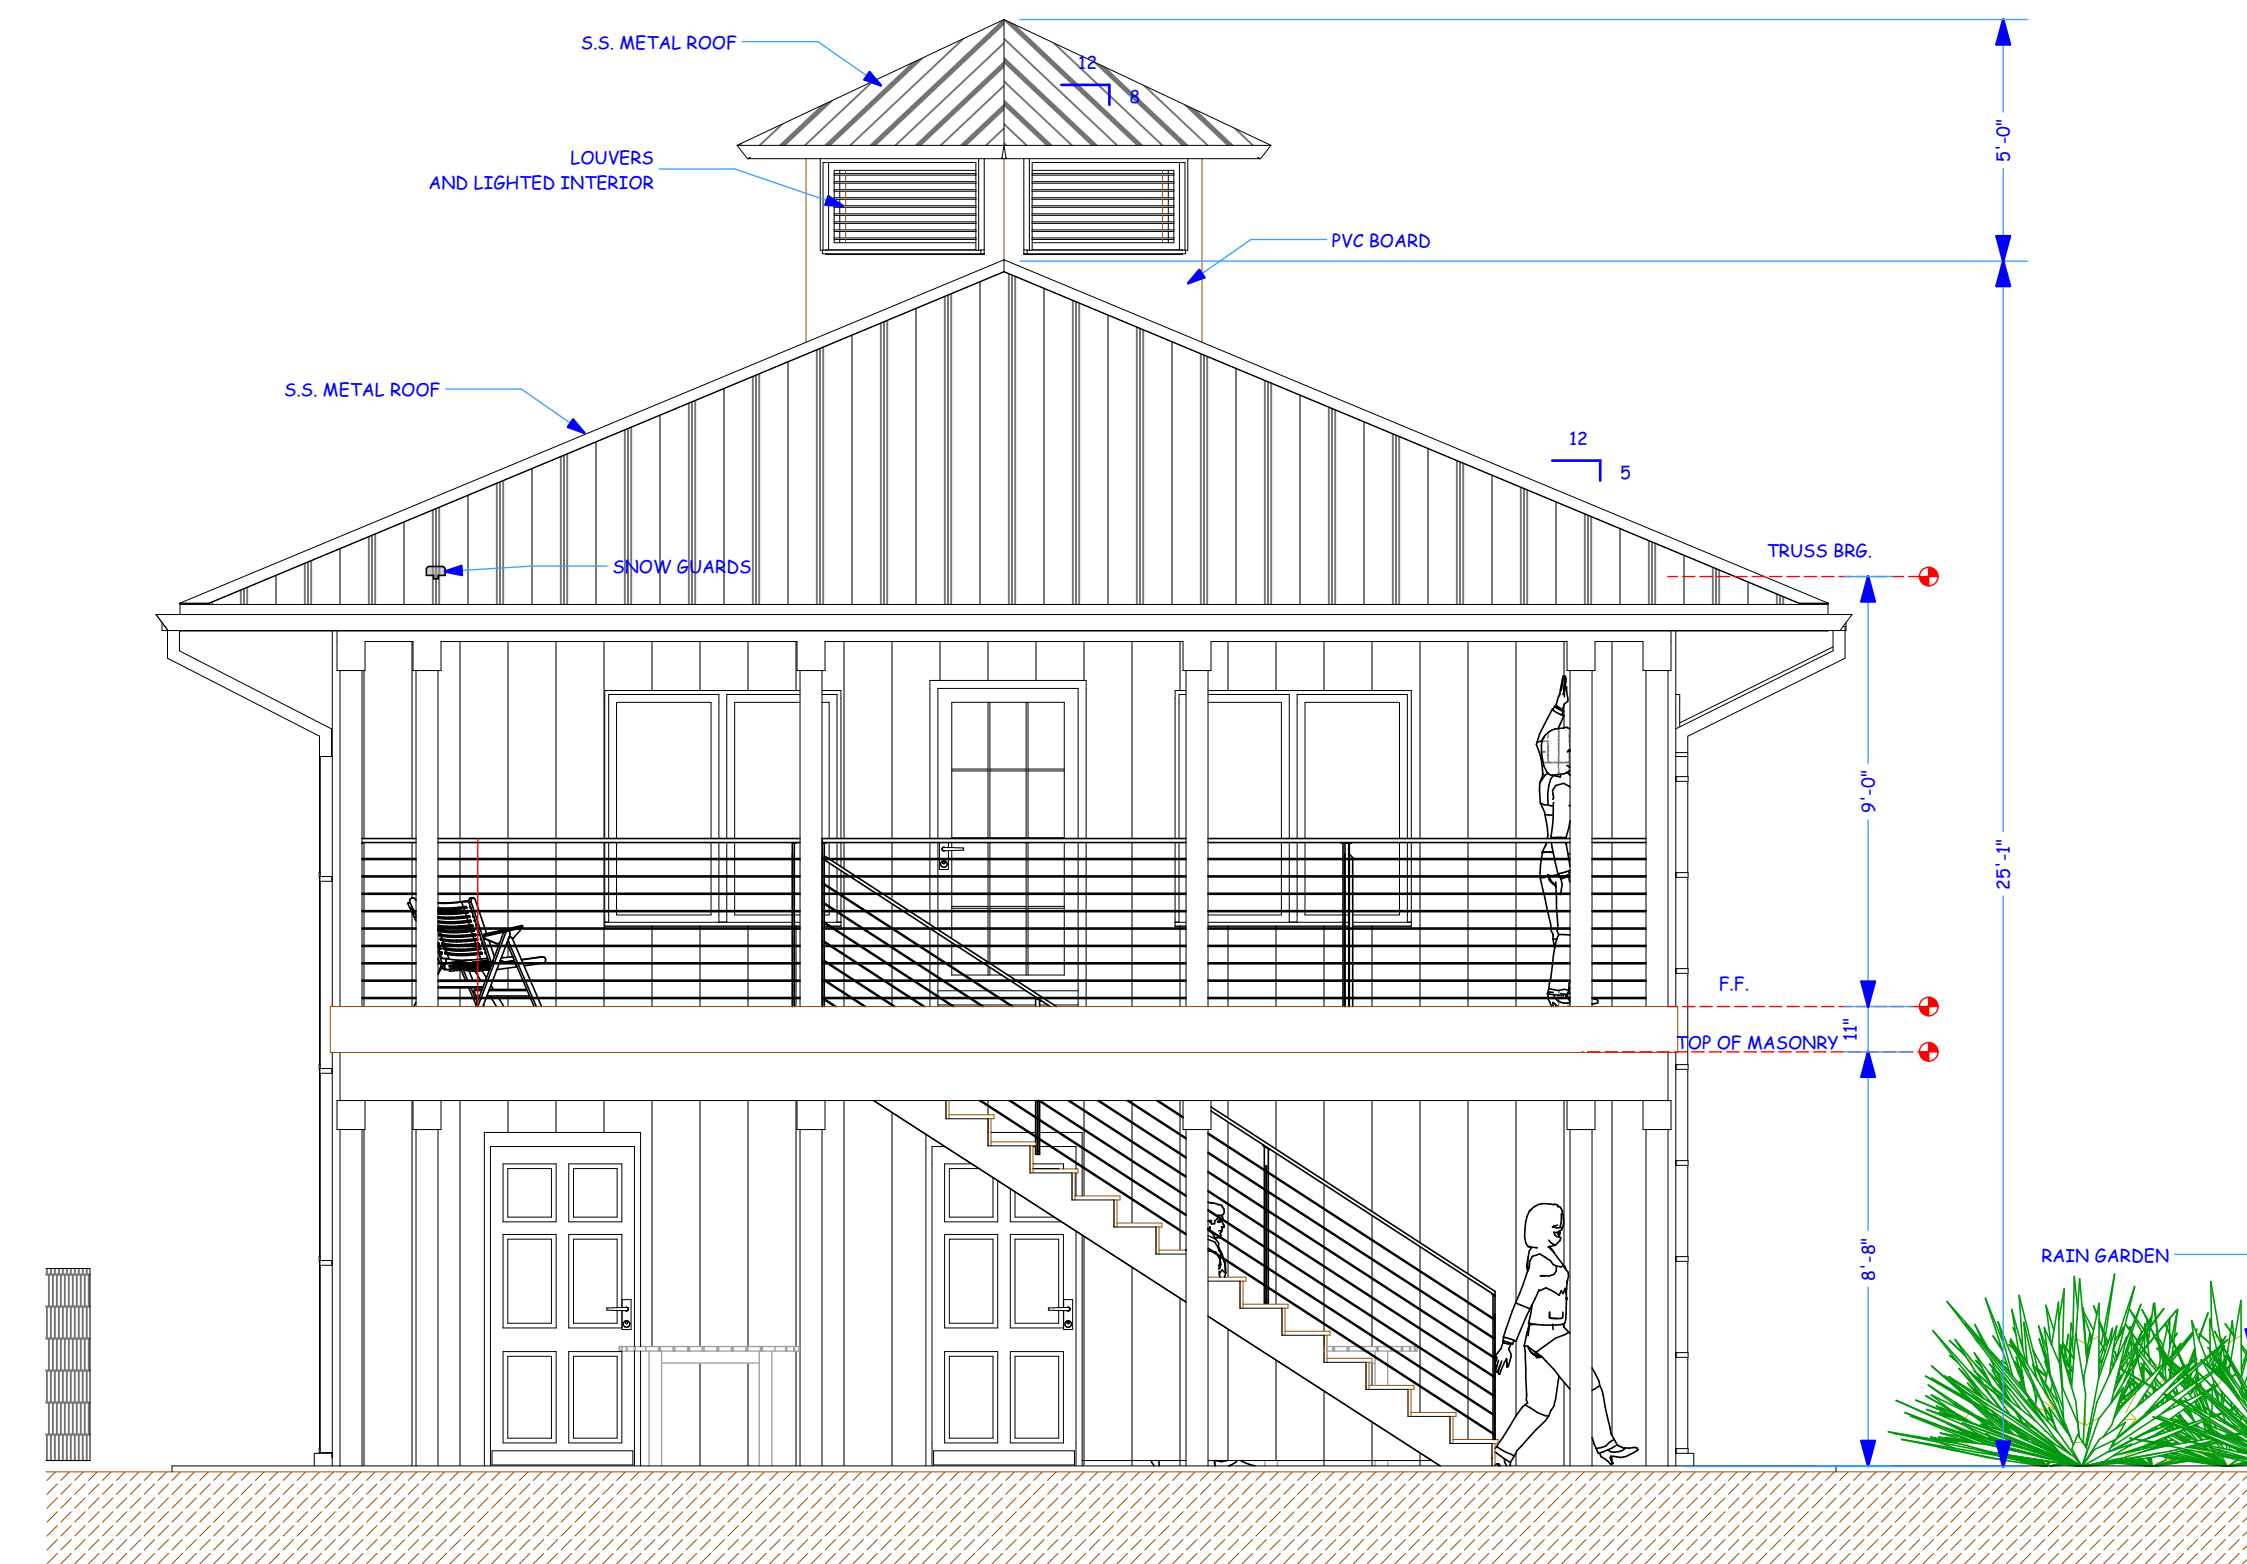 S.S. METAL ROOF
12
8
5'-0"
LOUVERS
AND LIGHTED INTERIOR
PVC BOARD
S.S. METAL ROOF
12
5
TRUSS BRG.
SNOW GUARDS
9'-0"
25'-1"
F.F.
11"
TOP OF MASONRY
8'-8"
RAIN GARDEN